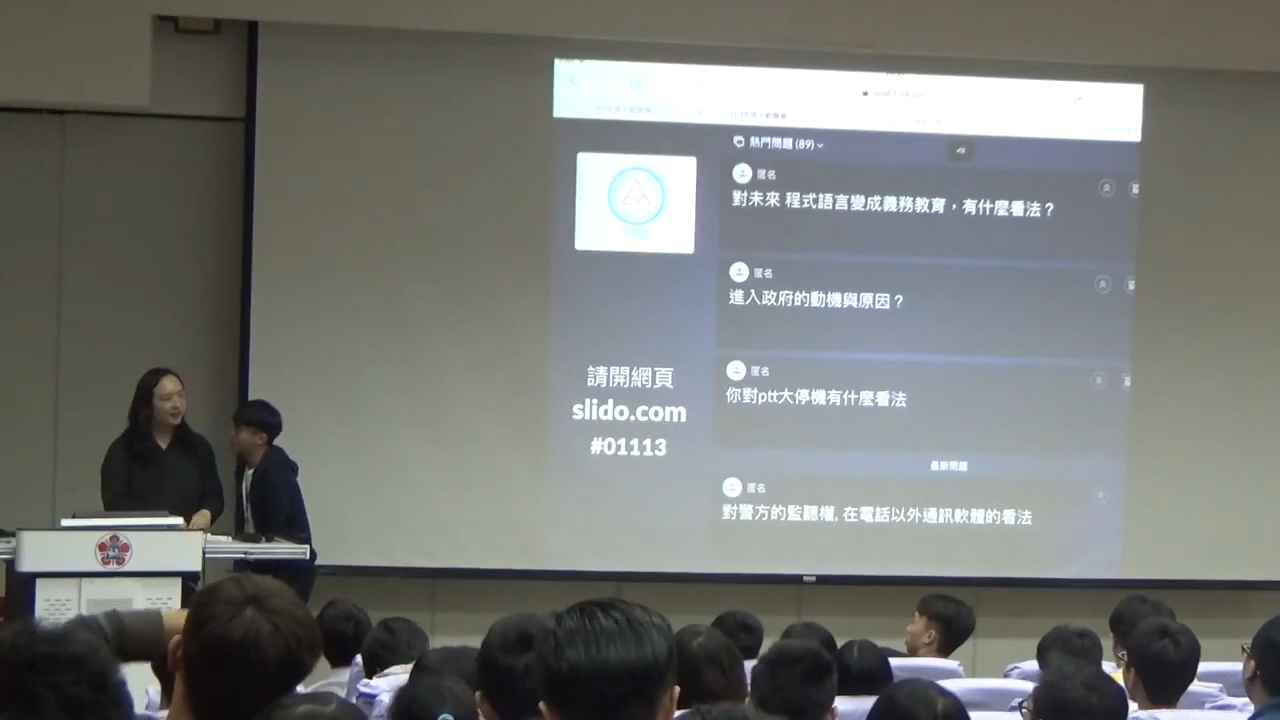 熱門問題 (89)
匿名
對未來 程式語言變成義務教育，有什麼看法？
匿名
進入政府的動機與原因？
匿名
你對ptt大停機有什麼看法
最新問題
匿名
對警方的監聽權, 在電話以外通訊軟體的看法
請開網頁
slido.com
#01113